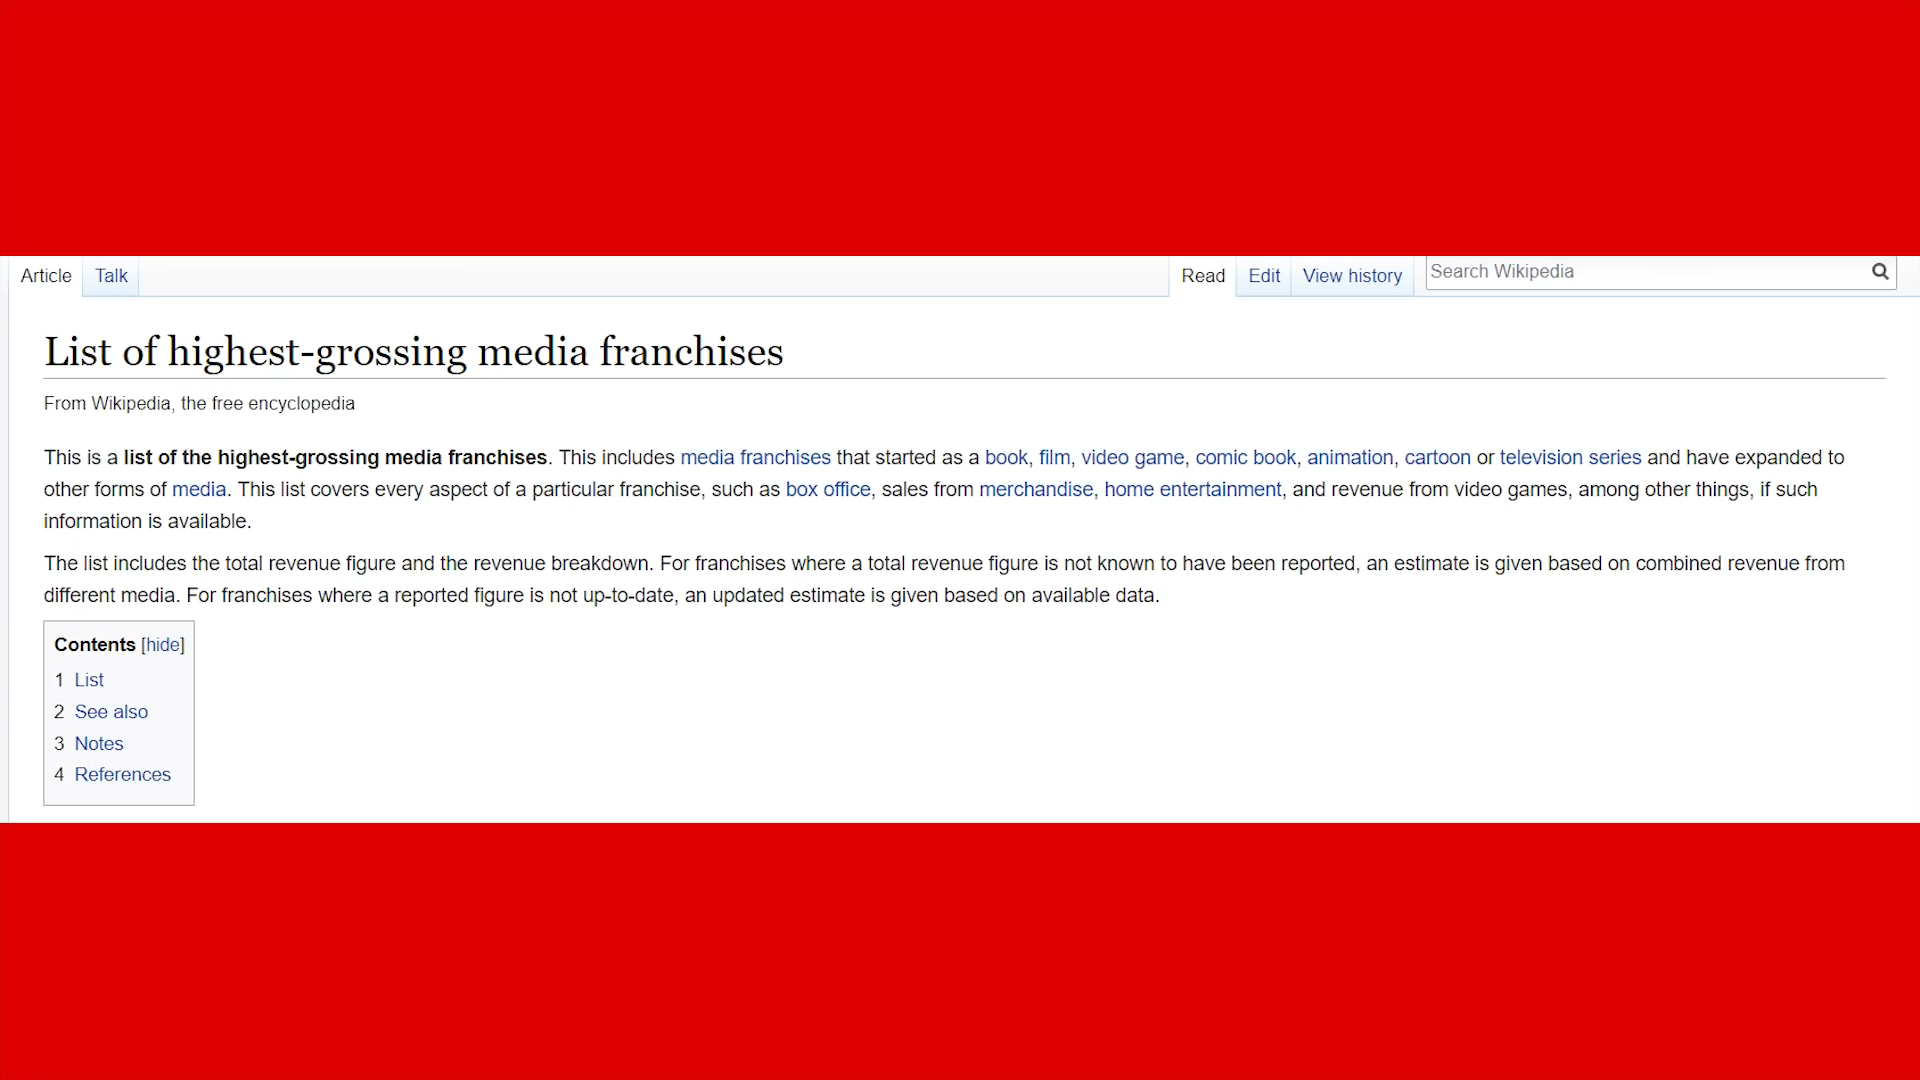 Article Talk Read Edit View history Search Wikipedia
List of highest-grossing media franchises
From Wikipedia, the free encyclopedia
This is a list of the highest-grossing media franchises. This includes media franchises that started as a book, film, video game, comic book, animation, cartoon or television series and have expanded to
other forms of media. This list covers every aspect of a particular franchise, such as box office, sales from merchandise, home entertainment, and revenue from video games, among other things, if such
information is available.
The list includes the total revenue figure and the revenue breakdown. For franchises where a total revenue figure is not known to have been reported, an estimate is given based on combined revenue from
different media. For franchises where a reported figure is not up-to-date, an updated estimate is given based on available data.
Contents [hide]
1 List
2 See also
3 Notes
4 References